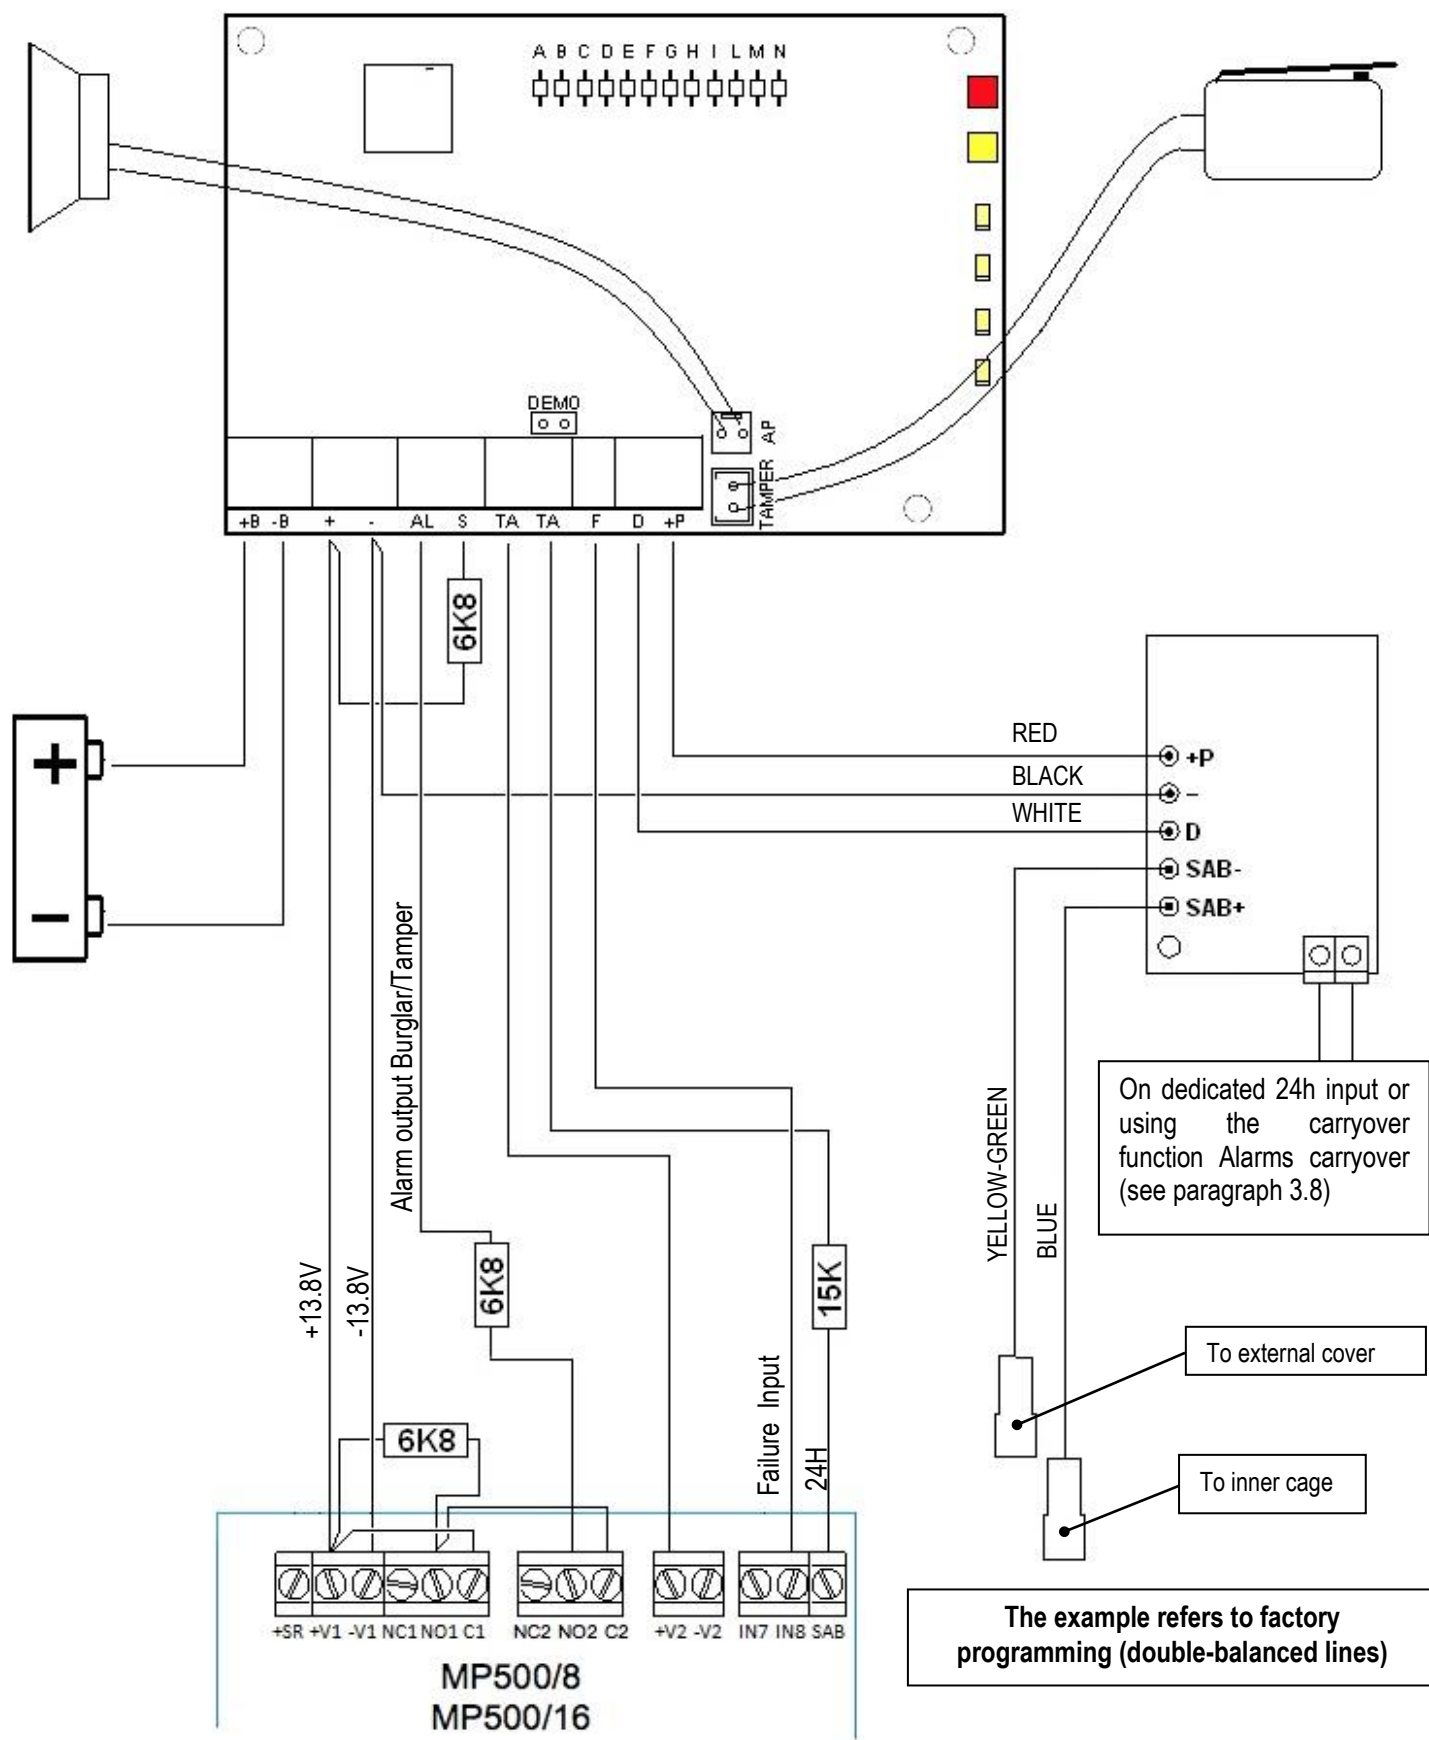 A B C D E F G H I L M N
DEMO
AP
TAMPER
+B -B + - AL S TA TA F D +P
6K8
RED
BLACK
WHITE
+P
–
D
SAB-
SAB+
+
−
Alarm output Burglar/Tamper
On dedicated 24h input or
using the carryover
function Alarms carryover
(see paragraph 3.8)
YELLOW-GREEN
BLUE
+13.8V
-13.8V
6K8
15K
Failure Input
24H
6K8
To external cover
To inner cage
+SR +V1 -V1 NC1 NO1 C1 NC2 NO2 C2 +V2 -V2 IN7 IN8 SAB
MP500/8
MP500/16
The example refers to factory
programming (double-balanced lines)